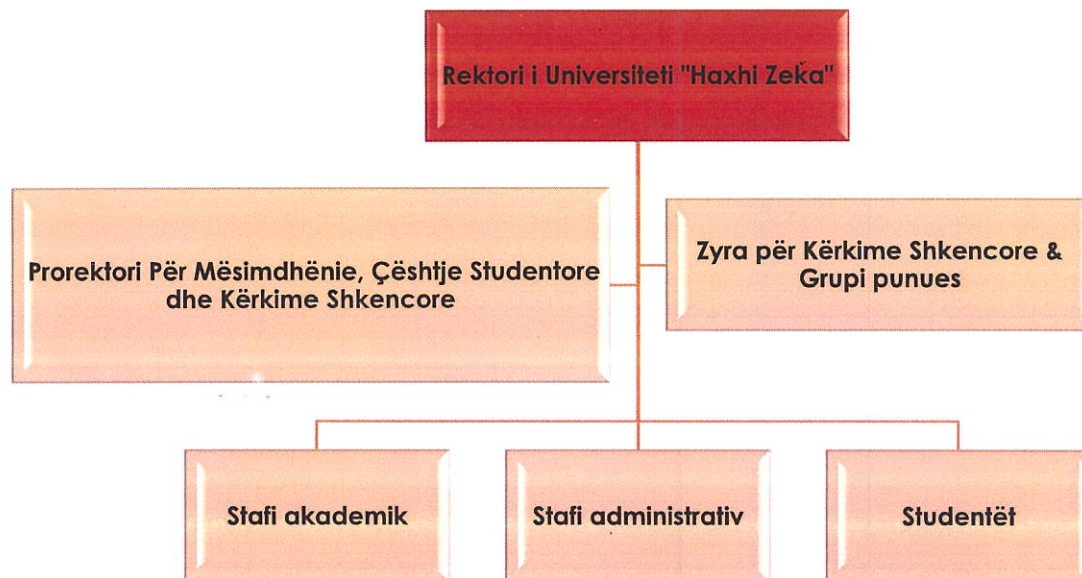 Rektori i Universiteti "Haxhi Zeka"
Prorektori Për Mësimdhënie, Çështje Studentore
dhe Kërkime Shkencore
Zyra për Kërkime Shkencore &
Grupi punues
Stafi akademik
Stafi administrativ
Studentët